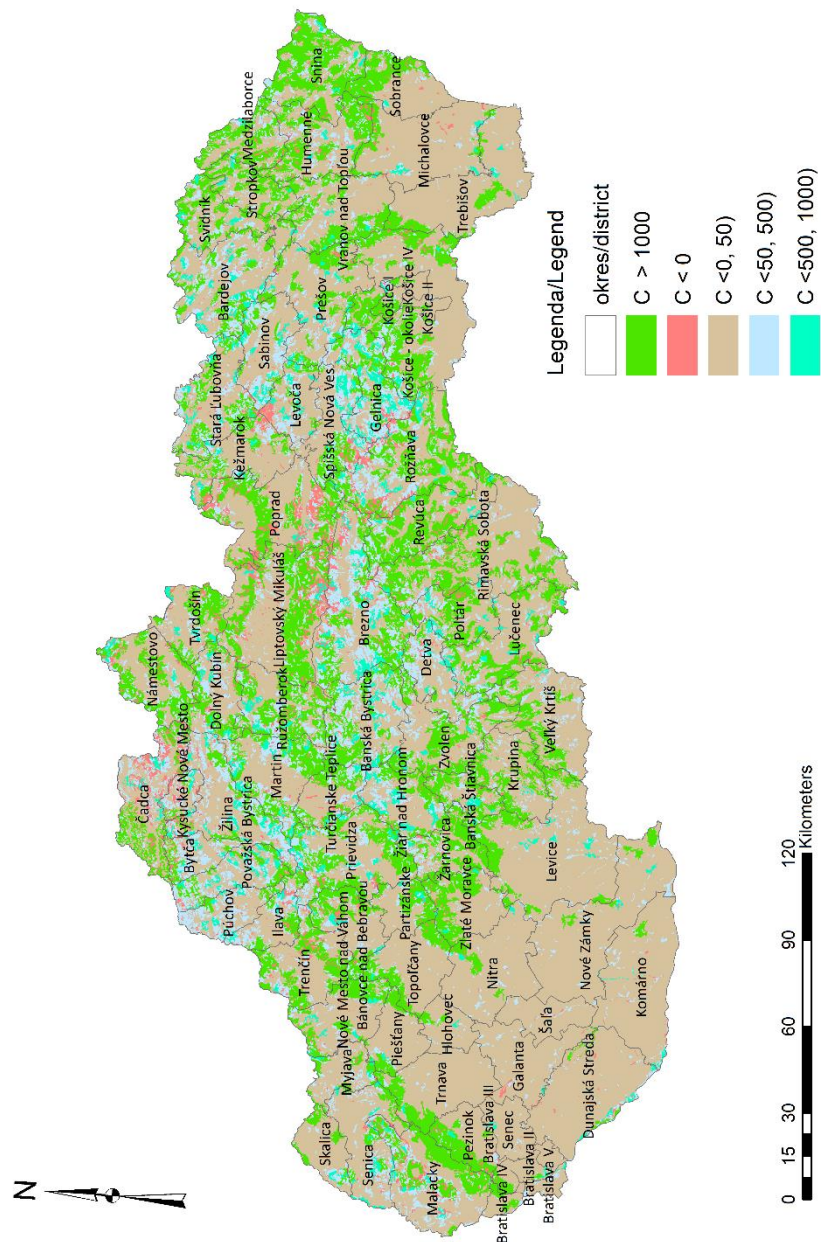 N
Čadca
Námestovo
Tvrdošín
Kysucké Nové Mesto
Bytča
Dolný Kubín
Žilina
Považská Bystrica
Púchov
Ilava
Martin
Ružomberok
Liptovský Mikuláš
Poprad
Kežmarok
Stará Ľubovňa
Bardejov
Svidník
Stropkov
Medzilaborce
Snina
Humenné
Sabinov
Levoča
Prešov
Vranov nad Topľou
Sobrance
Michalovce
Trebišov
Spišská Nová Ves
Gelnica
Košice I
Košice - okolie
Košice IV
Košice II
Rožňava
Revúca
Rimavská Sobota
Brezno
Banská Bystrica
Turčianske Teplice
Prievidza
Trenčín
Nové Mesto nad Váhom
Bánovce nad Bebravou
Myjava
Skalica
Senica
Malacky
Piešťany
Topoľčany
Partizánske
Žiar nad Hronom
Žarnovica
Banská Štiavnica
Zvolen
Detva
Poltár
Lučenec
Krupina
Veľký Krtíš
Zlaté Moravce
Levice
Nitra
Hlohovec
Trnava
Pezinok
Bratislava III
Senec
Bratislava IV
Bratislava II
Bratislava V
Galanta
Šaľa
Dunajská Streda
Nové Zámky
Komárno
Legenda/Legend
okres/district
C > 1000
C < 0
C <0, 50)
C <50, 500)
C <500, 1000)
0 15 30 60 90 120
Kilometers